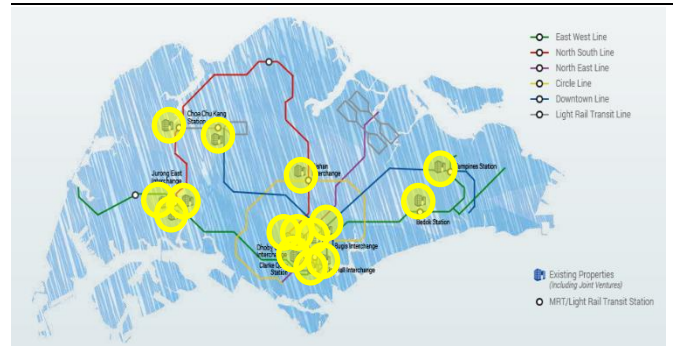 East West Line
North South Line
North East Line
Circle Line
Downtown Line
Light Rail Transit Line
Choa Chu Kang
Station
Jurong East
Interchange
Station
Bedok Station
Bugis Interchange
Interchange
Station
Existing Properties
(Including Joint Ventures)
MRT/Light Rail Transit Station